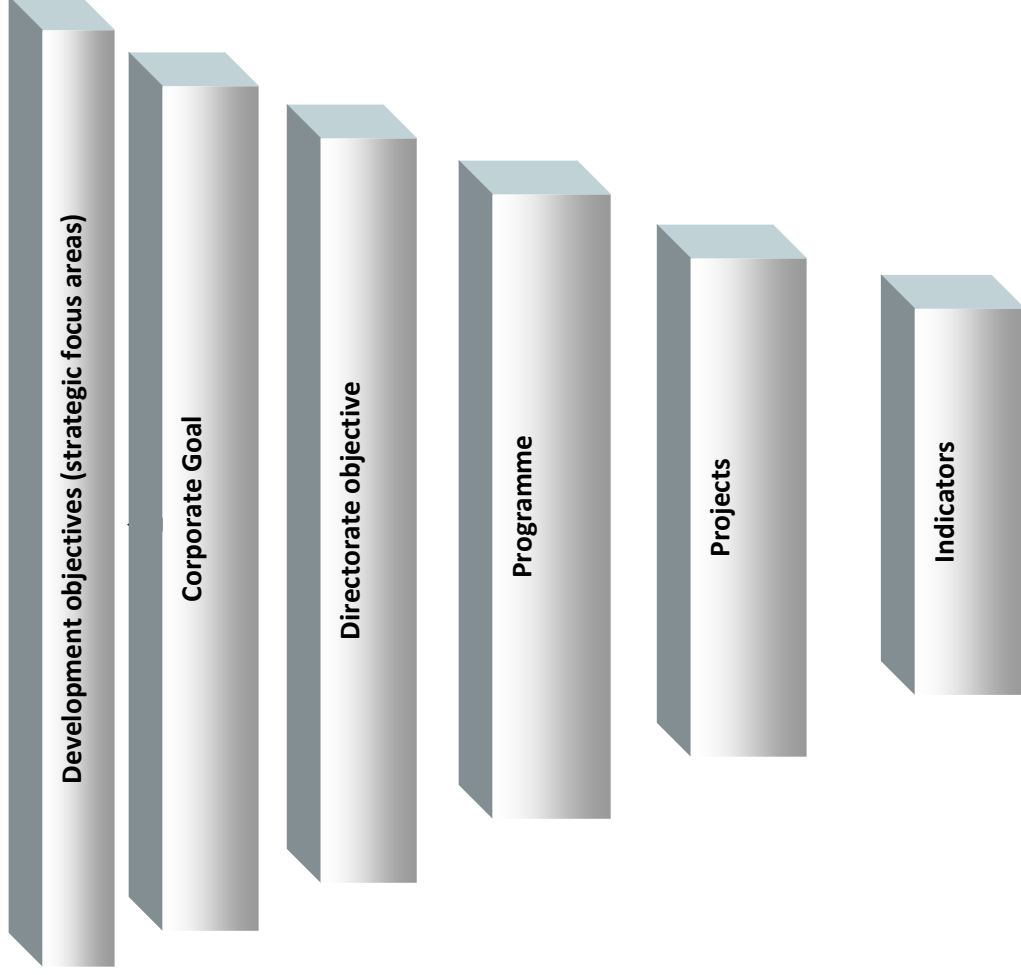 Development objectives (strategic focus areas)
Corporate Goal
Directorate objective
Programme
Projects
Indicators